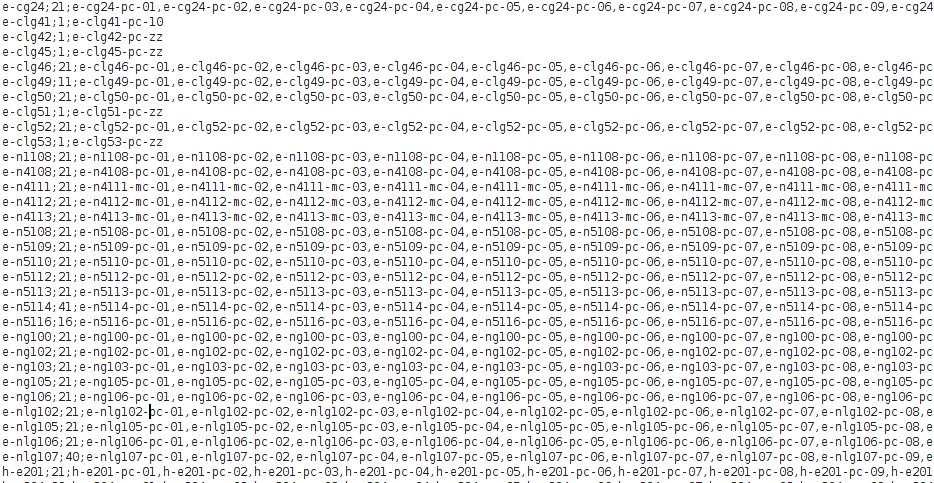 e-cg24;21;e-cg24-pc-01,e-cg24-pc-02,e-cg24-pc-03,e-cg24-pc-04,e-cg24-pc-05,e-cg24-pc-06,e-cg24-pc-07,e-cg24-pc-08,e-cg24-pc-09,e-cg24
e-clg41;1;e-clg41-pc-10
e-clg42;1;e-clg42-pc-zz
e-clg45;1;e-clg45-pc-zz
e-clg46;21;e-clg46-pc-01,e-clg46-pc-02,e-clg46-pc-03,e-clg46-pc-04,e-clg46-pc-05,e-clg46-pc-06,e-clg46-pc-07,e-clg46-pc-08,e-clg46-pc
e-clg49;11;e-clg49-pc-01,e-clg49-pc-02,e-clg49-pc-03,e-clg49-pc-04,e-clg49-pc-05,e-clg49-pc-06,e-clg49-pc-07,e-clg49-pc-08,e-clg49-pc
e-clg50;21;e-clg50-pc-01,e-clg50-pc-02,e-clg50-pc-03,e-clg50-pc-04,e-clg50-pc-05,e-clg50-pc-06,e-clg50-pc-07,e-clg50-pc-08,e-clg50-pc
e-clg51;1;e-clg51-pc-zz
e-clg52;21;e-clg52-pc-01,e-clg52-pc-02,e-clg52-pc-03,e-clg52-pc-04,e-clg52-pc-05,e-clg52-pc-06,e-clg52-pc-07,e-clg52-pc-08,e-clg52-pc
e-clg53;1;e-clg53-pc-zz
e-n1108;21;e-n1108-pc-01,e-n1108-pc-02,e-n1108-pc-03,e-n1108-pc-04,e-n1108-pc-05,e-n1108-pc-06,e-n1108-pc-07,e-n1108-pc-08,e-n1108-pc
e-n4108;21;e-n4108-pc-01,e-n4108-pc-02,e-n4108-pc-03,e-n4108-pc-04,e-n4108-pc-05,e-n4108-pc-06,e-n4108-pc-07,e-n4108-pc-08,e-n4108-pc
e-n4111;21;e-n4111-mc-01,e-n4111-mc-02,e-n4111-mc-03,e-n4111-mc-04,e-n4111-mc-05,e-n4111-mc-06,e-n4111-mc-07,e-n4111-mc-08,e-n4111-mc
e-n4112;21;e-n4112-mc-01,e-n4112-mc-02,e-n4112-mc-03,e-n4112-mc-04,e-n4112-mc-05,e-n4112-mc-06,e-n4112-mc-07,e-n4112-mc-08,e-n4112-mc
e-n4113;21;e-n4113-mc-01,e-n4113-mc-02,e-n4113-mc-03,e-n4113-mc-04,e-n4113-mc-05,e-n4113-mc-06,e-n4113-mc-07,e-n4113-mc-08,e-n4113-mc
e-n5108;21;e-n5108-pc-01,e-n5108-pc-02,e-n5108-pc-03,e-n5108-pc-04,e-n5108-pc-05,e-n5108-pc-06,e-n5108-pc-07,e-n5108-pc-08,e-n5108-pc
e-n5109;21;e-n5109-pc-01,e-n5109-pc-02,e-n5109-pc-03,e-n5109-pc-04,e-n5109-pc-05,e-n5109-pc-06,e-n5109-pc-07,e-n5109-pc-08,e-n5109-pc
e-n5110;21;e-n5110-pc-01,e-n5110-pc-02,e-n5110-pc-03,e-n5110-pc-04,e-n5110-pc-05,e-n5110-pc-06,e-n5110-pc-07,e-n5110-pc-08,e-n5110-pc
e-n5112;21;e-n5112-pc-01,e-n5112-pc-02,e-n5112-pc-03,e-n5112-pc-04,e-n5112-pc-05,e-n5112-pc-06,e-n5112-pc-07,e-n5112-pc-08,e-n5112-pc
e-n5113;21;e-n5113-pc-01,e-n5113-pc-02,e-n5113-pc-03,e-n5113-pc-04,e-n5113-pc-05,e-n5113-pc-06,e-n5113-pc-07,e-n5113-pc-08,e-n5113-pc
e-n5114;41;e-n5114-pc-01,e-n5114-pc-02,e-n5114-pc-03,e-n5114-pc-04,e-n5114-pc-05,e-n5114-pc-06,e-n5114-pc-07,e-n5114-pc-08,e-n5114-pc
e-n5116;16;e-n5116-pc-01,e-n5116-pc-02,e-n5116-pc-03,e-n5116-pc-04,e-n5116-pc-05,e-n5116-pc-06,e-n5116-pc-07,e-n5116-pc-08,e-n5116-pc
e-ng100;21;e-ng100-pc-01,e-ng100-pc-02,e-ng100-pc-03,e-ng100-pc-04,e-ng100-pc-05,e-ng100-pc-06,e-ng100-pc-07,e-ng100-pc-08,e-ng100-pc
e-ng102;21;e-ng102-pc-01,e-ng102-pc-02,e-ng102-pc-03,e-ng102-pc-04,e-ng102-pc-05,e-ng102-pc-06,e-ng102-pc-07,e-ng102-pc-08,e-ng102-pc
e-ng103;21;e-ng103-pc-01,e-ng103-pc-02,e-ng103-pc-03,e-ng103-pc-04,e-ng103-pc-05,e-ng103-pc-06,e-ng103-pc-07,e-ng103-pc-08,e-ng103-pc
e-ng105;21;e-ng105-pc-01,e-ng105-pc-02,e-ng105-pc-03,e-ng105-pc-04,e-ng105-pc-05,e-ng105-pc-06,e-ng105-pc-07,e-ng105-pc-08,e-ng105-pc
e-ng106;21;e-ng106-pc-01,e-ng106-pc-02,e-ng106-pc-03,e-ng106-pc-04,e-ng106-pc-05,e-ng106-pc-06,e-ng106-pc-07,e-ng106-pc-08,e-ng106-pc
e-nlg102;21;e-nlg102-pc-01,e-nlg102-pc-02,e-nlg102-pc-03,e-nlg102-pc-04,e-nlg102-pc-05,e-nlg102-pc-06,e-nlg102-pc-07,e-nlg102-pc-08,e
e-nlg105;21;e-nlg105-pc-01,e-nlg105-pc-02,e-nlg105-pc-03,e-nlg105-pc-04,e-nlg105-pc-05,e-nlg105-pc-06,e-nlg105-pc-07,e-nlg105-pc-08,e
e-nlg106;21;e-nlg106-pc-01,e-nlg106-pc-02,e-nlg106-pc-03,e-nlg106-pc-04,e-nlg106-pc-05,e-nlg106-pc-06,e-nlg106-pc-07,e-nlg106-pc-08,e
e-nlg107;40;e-nlg107-pc-01,e-nlg107-pc-02,e-nlg107-pc-04,e-nlg107-pc-05,e-nlg107-pc-06,e-nlg107-pc-07,e-nlg107-pc-08,e-nlg107-pc-09,e
h-e201;21;h-e201-pc-01,h-e201-pc-02,h-e201-pc-03,h-e201-pc-04,h-e201-pc-05,h-e201-pc-06,h-e201-pc-07,h-e201-pc-08,h-e201-pc-09,h-e201